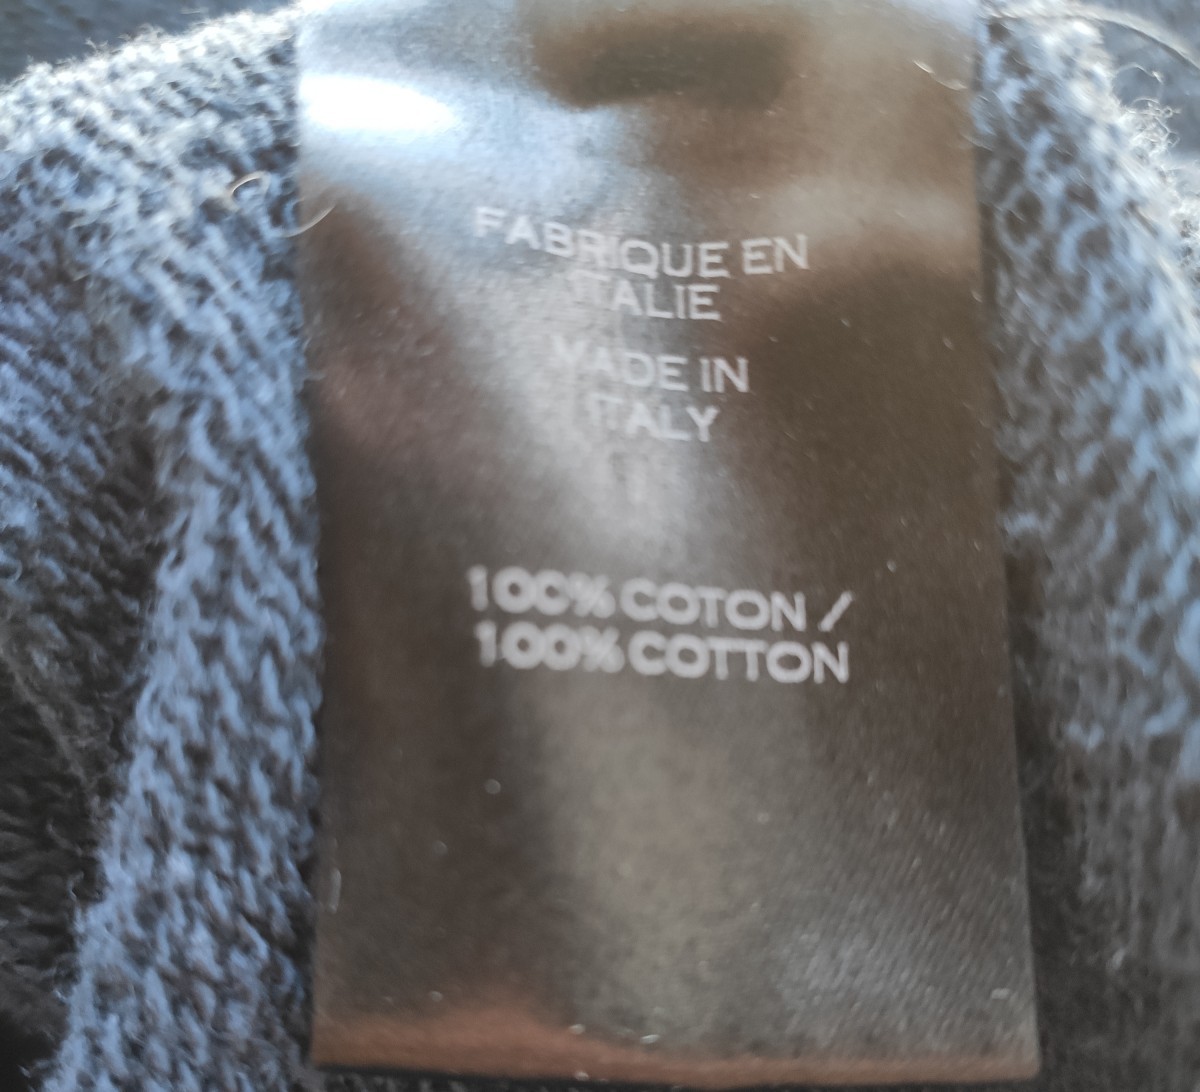 FABRIQUE EN
ITALIE
MADE IN
ITALY
100% COTON /
100% COTTON